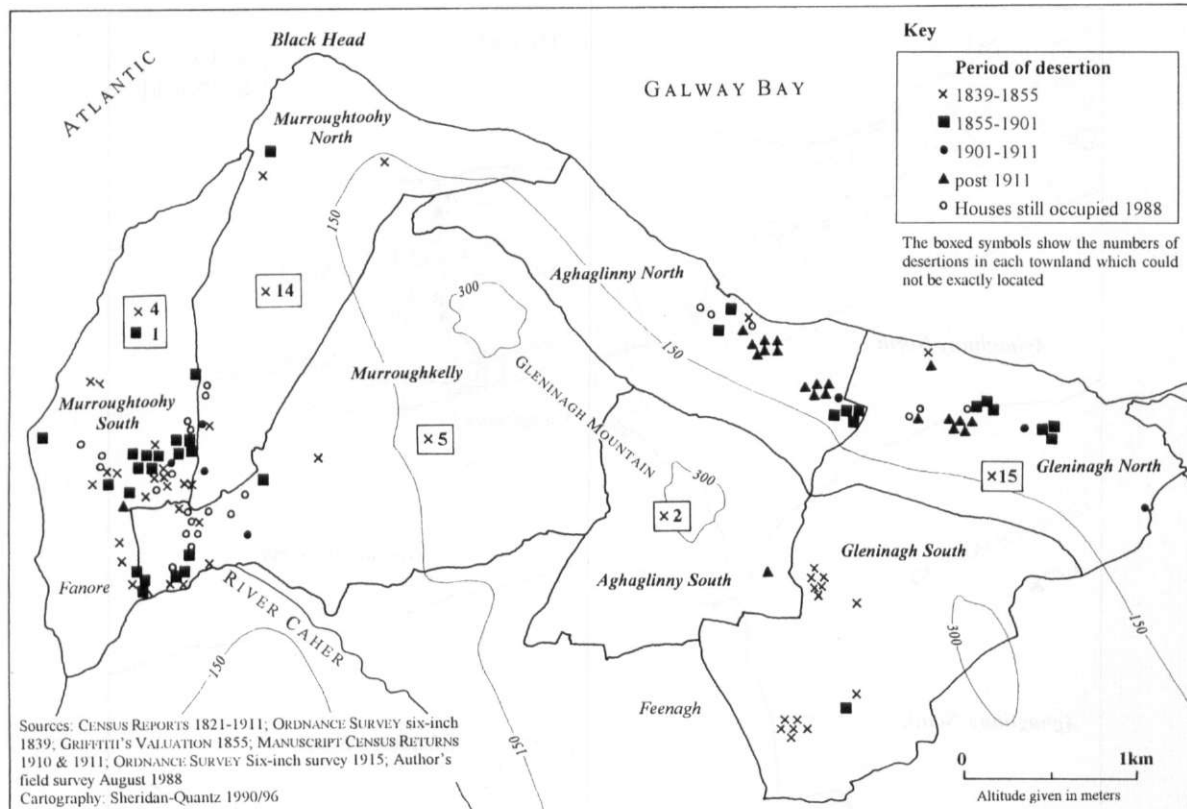 Black Head
ATLANTIC
GALWAY BAY
Key
Period of desertion
1839-1855
1855-1901
1901-1911
post 1911
Houses still occupied 1988
The boxed symbols show the numbers of
desertions in each townland which could
not be exactly located
Murroughtoohy
North
150
Aghaglinny North
300
14
4
1
150
Murroughkelly
GLENINAGH MOUNTAIN
Murroughtoohy
South
5
300
2
15
Gleninagh North
Gleninagh South
Aghaglinny South
Fanore
RIVER CAHER
150
300
150
Feenagh
150
Sources: CENSUS REPORTS 1821-1911; ORDNANCE SURVEY six-inch
1839; GRIFFITH'S VALUATION 1855; MANUSCRIPT CENSUS RETURNS
1910 & 1911; ORDNANCE SURVEY Six-inch survey 1915; Author's
field survey August 1988
Cartography: Sheridan-Quantz 1990/96
0 1km
Altitude given in meters